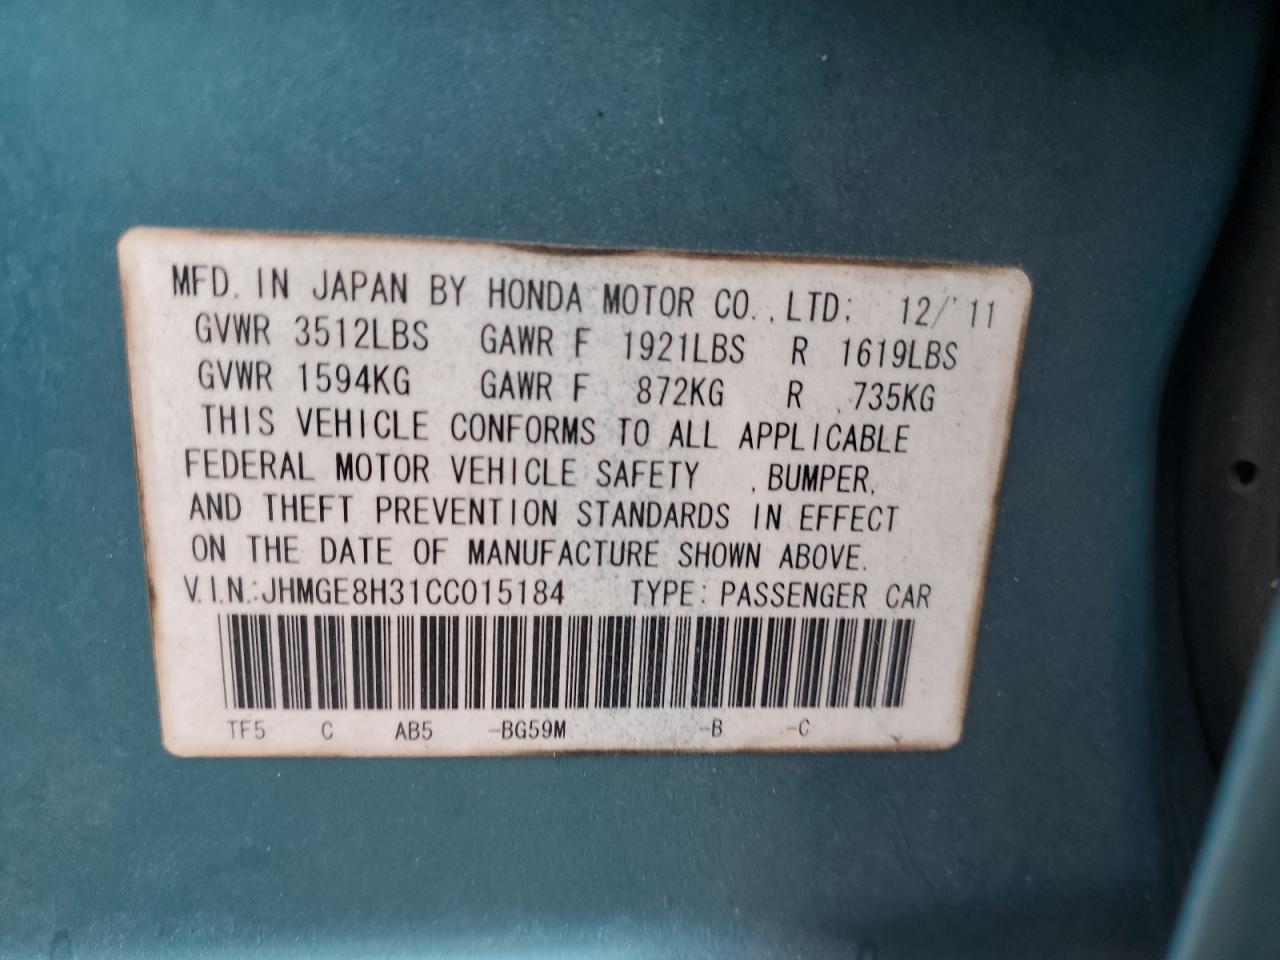 MFD. IN JAPAN BY HONDA MOTOR CO.,LTD: 12/'11
GVWR 3512LBS GAWR F 1921LBS R 1619LBS
GVWR 1594KG GAWR F 872KG R 735KG
THIS VEHICLE CONFORMS TO ALL APPLICABLE
FEDERAL MOTOR VEHICLE SAFETY , BUMPER,
AND THEFT PREVENTION STANDARDS IN EFFECT
ON THE DATE OF MANUFACTURE SHOWN ABOVE.
V.I.N.:JHMGE8H31CC015184 TYPE: PASSENGER CAR
TF5 C AB5 -BG59M -B -C